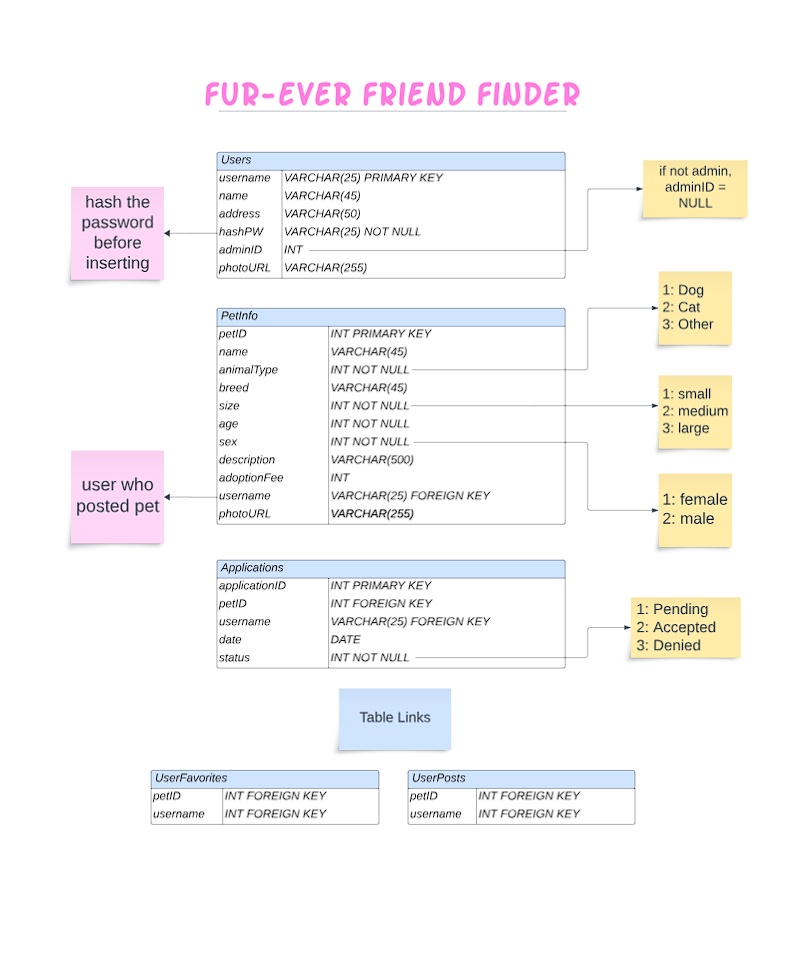 FUR-EVER FRIEND FINDER
Users
username VARCHAR(25) PRIMARY KEY
name VARCHAR(45)
address VARCHAR(50)
hashPW VARCHAR(25) NOT NULL
adminID INT
photoURL VARCHAR(255)
hash the
password
before
inserting
if not admin,
adminID =
NULL
PetInfo
petID INT PRIMARY KEY
name VARCHAR(45)
animalType INT NOT NULL
breed VARCHAR(45)
size INT NOT NULL
age INT NOT NULL
sex INT NOT NULL
description VARCHAR(500)
adoptionFee INT
username VARCHAR(25) FOREIGN KEY
photoURL VARCHAR(255)
1: Dog
2: Cat
3: Other
1: small
2: medium
3: large
1: female
2: male
user who
posted pet
Applications
applicationID INT PRIMARY KEY
petID INT FOREIGN KEY
username VARCHAR(25) FOREIGN KEY
date DATE
status INT NOT NULL
1: Pending
2: Accepted
3: Denied
Table Links
UserFavorites
petID INT FOREIGN KEY
username INT FOREIGN KEY
UserPosts
petID INT FOREIGN KEY
username INT FOREIGN KEY